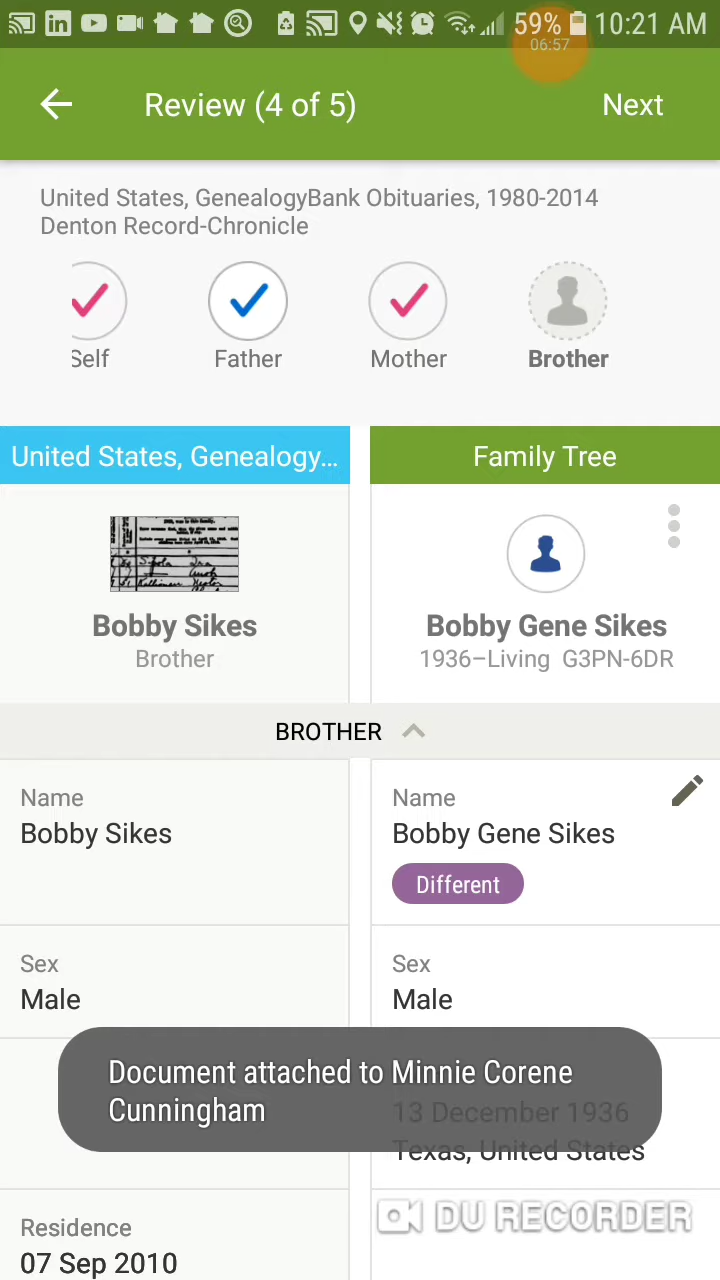 59% 10:21 AM
06:57
Review (4 of 5)
Next
United States, GenealogyBank Obituaries, 1980-2014
Denton Record-Chronicle
Self
Father
Mother
Brother
United States, Genealogy...
Family Tree
Bobby Sikes
Brother
Bobby Gene Sikes
1936–Living G3PN-6DR
BROTHER
Name
Bobby Sikes
Name
Bobby Gene Sikes
Different
Sex
Male
Sex
Male
Document attached to Minnie Corene
Cunningham
13 December 1936
Texas, United States
Residence
07 Sep 2010
DU RECORDER